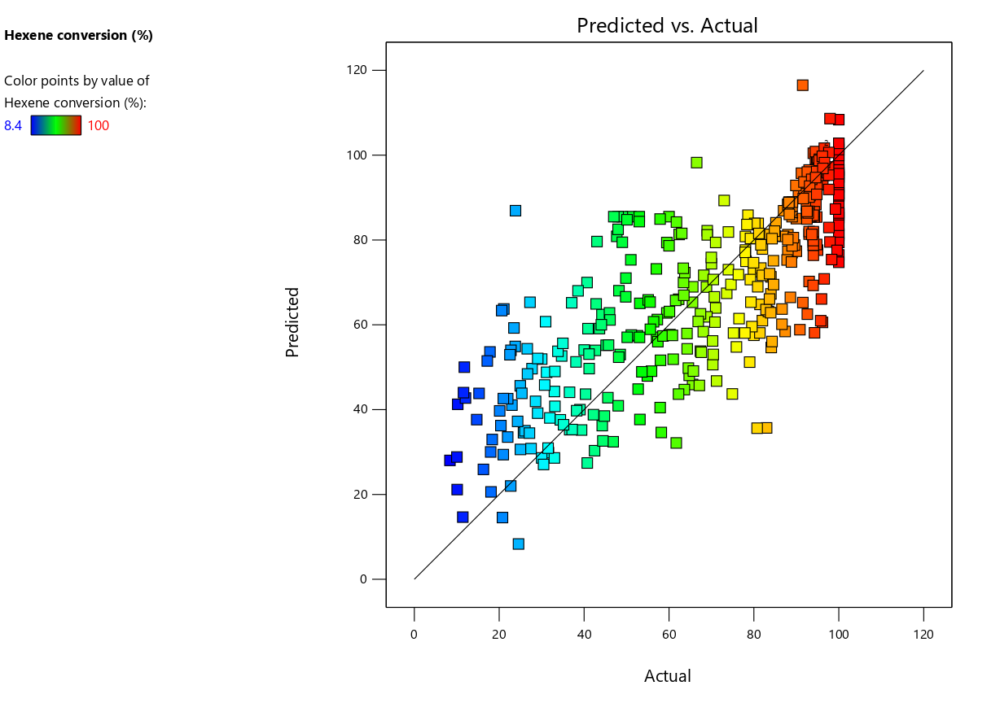 Hexene conversion (%)
Color points by value of
Hexene conversion (%):
8.4 100
Predicted vs. Actual
Predicted
120
100
80
60
40
20
0
2
0 20 40 60 80 100 120
Actual